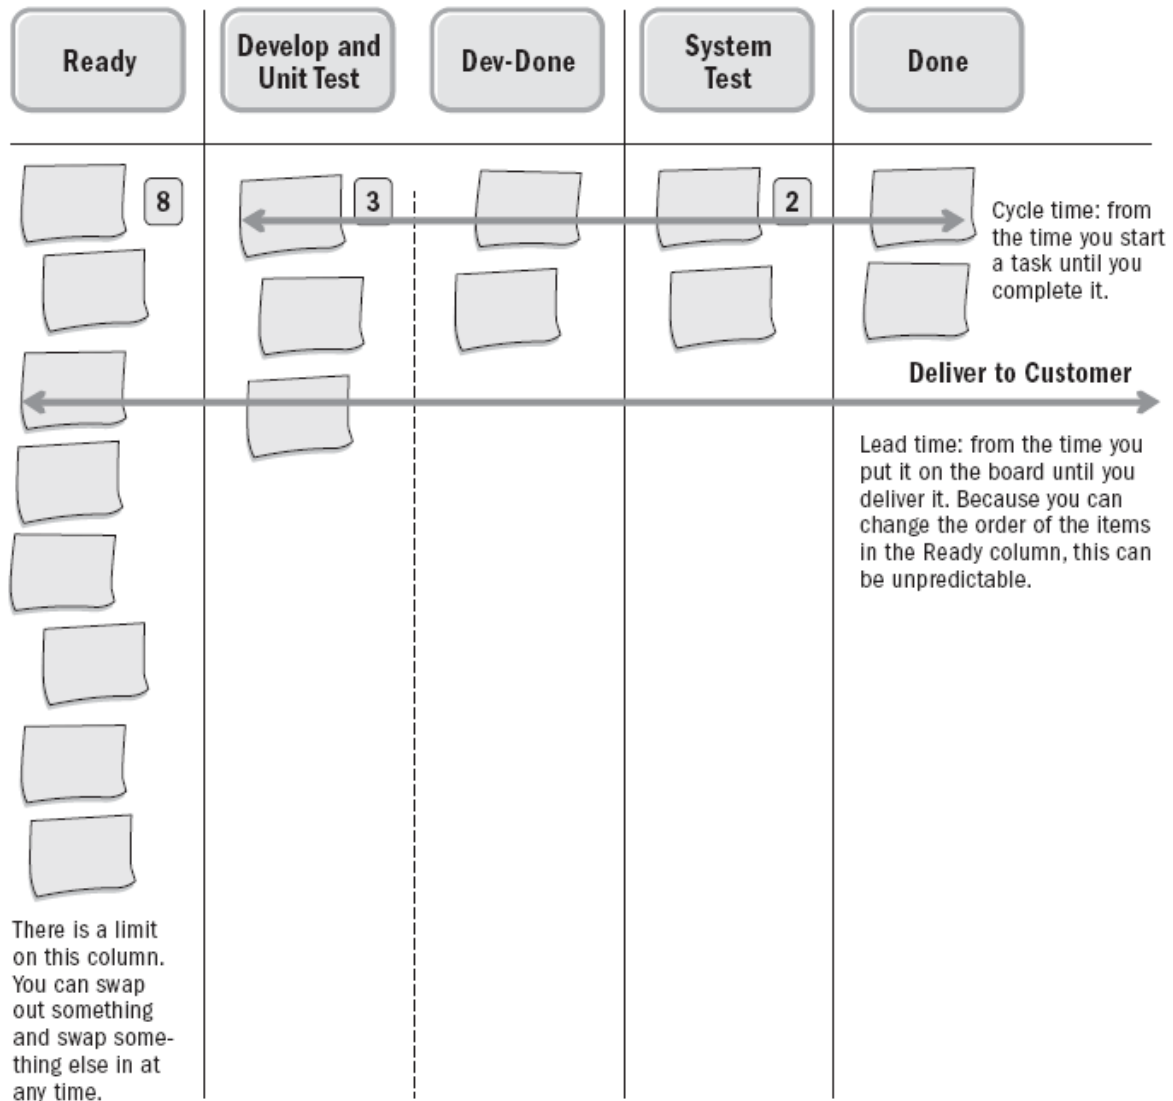 Ready
Develop and
Unit Test
Dev-Done
System
Test
Done
8
3
2
Cycle time: from
the time you start
a task until you
complete it.
Deliver to Customer
Lead time: from the time you
put it on the board until you
deliver it. Because you can
change the order of the items
in the Ready column, this can
be unpredictable.
There is a limit
on this column.
You can swap
out something
and swap some-
thing else in at
any time.